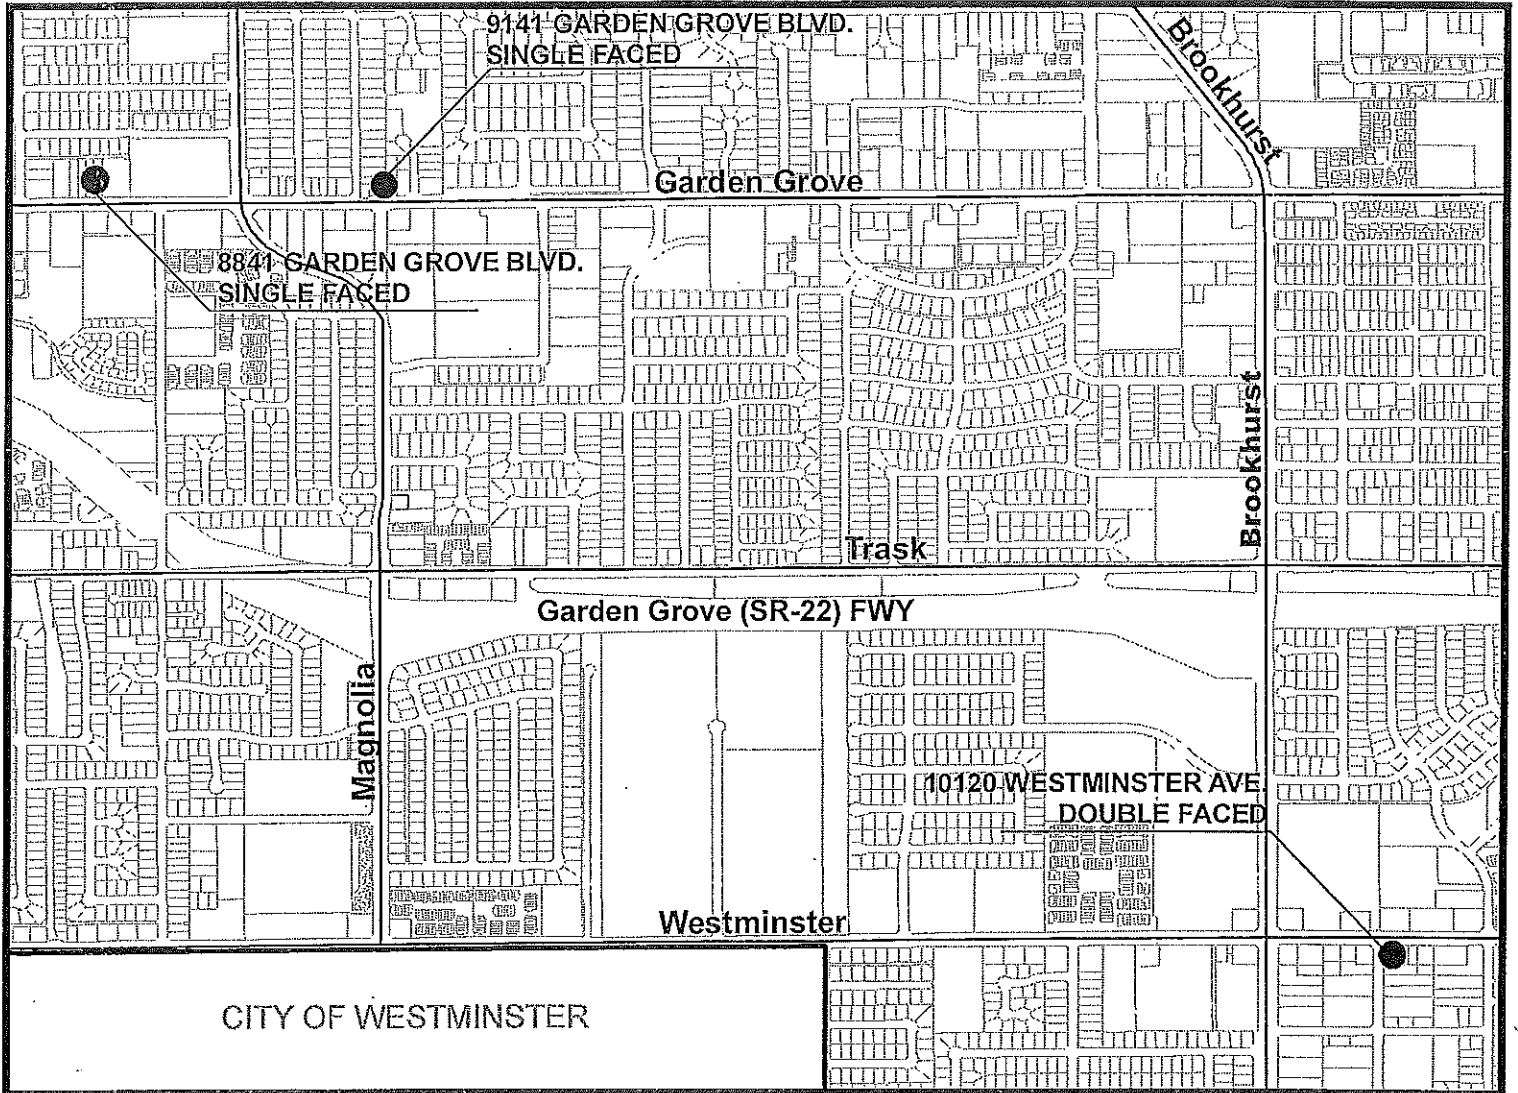 9141 GARDEN GROVE BLVD.
SINGLE FACED
Brookhurst
Garden Grove
8841 GARDEN GROVE BLVD.
SINGLE FACED
Brookhurst
Trask
Garden Grove (SR-22) FWY
Magnolia
10120 WESTMINSTER AVE.
DOUBLE FACED
Westminster
CITY OF WESTMINSTER